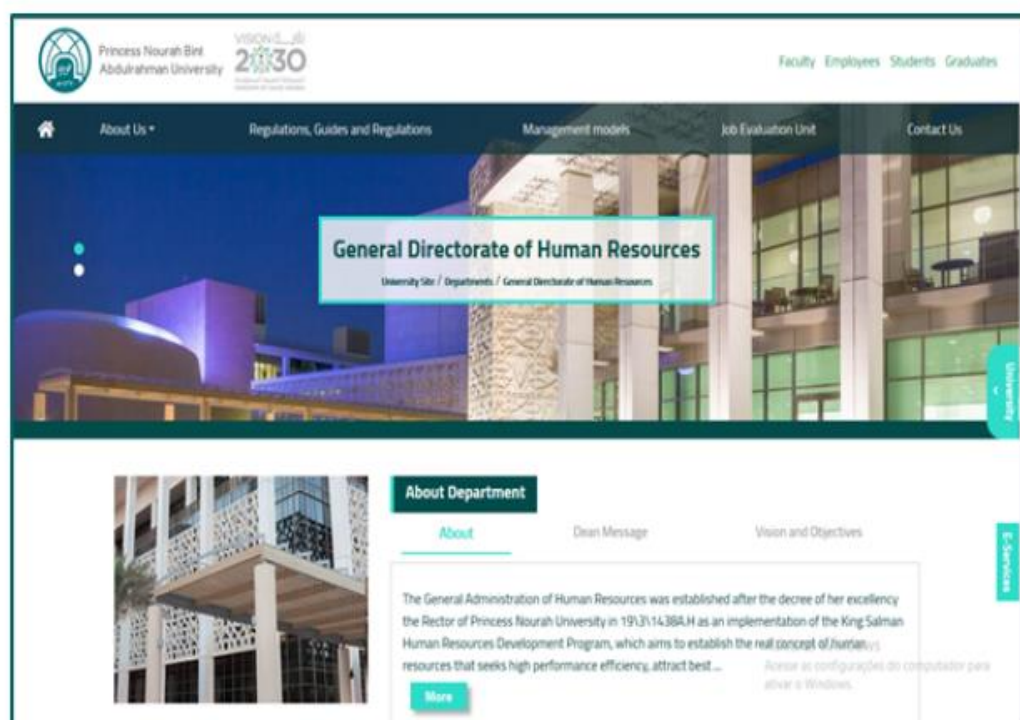 Princess Nourah Bint
Abdulrahman University
VISION
2030
Faculty Employees Students Graduates
About Us
Regulations, Guides and Regulations
Management models
Job Evaluation Unit
Contact Us
General Directorate of Human Resources
University Site / Departments / General Directorate of Human Resources
University
About Department
About
Dean Message
Vision and Objectives
E-Services
The General Administration of Human Resources was established after the decree of her excellency
the Rector of Princess Nourah University in 19\3\1438A.H as an implementation of the King Salman
Human Resources Development Program, which aims to establish the real concept of human
resources that seeks high performance efficiency, attract best ...
Acesse as configurações do computador para
ativar o Windows.
More